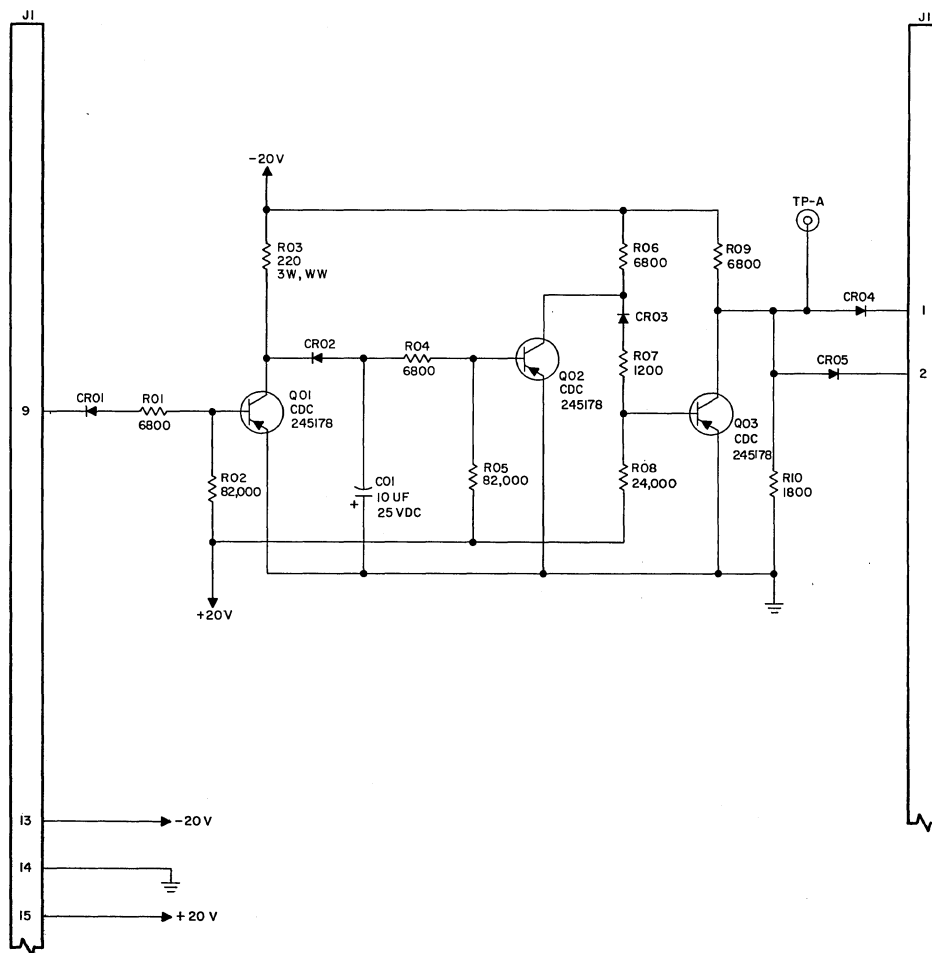 J1
J1
-20V
TP-A
R03
220
3W, WW
R06
6800
R09
6800
CR04
1
CR03
CR02
R04
6800
R07
1200
CR05
2
Q02
CDC
245178
9
CR01
R01
6800
Q01
CDC
245178
Q03
CDC
245178
R02
82,000
C01
10 UF
25 VDC
+
R05
82,000
R08
24,000
R10
1800
+20V
13
-20V
14
15
+20V